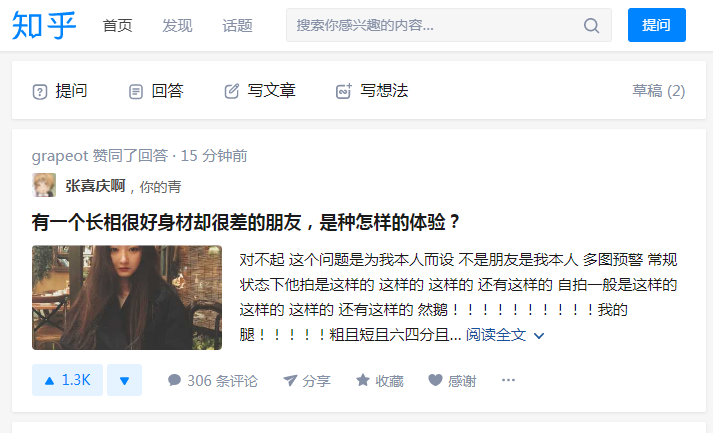 知乎 首页 发现 话题 搜索你感兴趣的内容... 提问
提问 回答 写文章 写想法 草稿 (2)
grapeot 赞同了回答 · 15 分钟前
张喜庆啊，你的青
有一个长相很好身材却很差的朋友，是种怎样的体验？
对不起 这个问题是为我本人而设 不是朋友是我本人 多图预警 常规
状态下他拍是这样的 这样的 这样的 还有这样的 自拍一般是这样的
这样的 这样的 还有这样的 然鹅！！！！！！！！！！我的
腿！！！！！粗且短且六四分且... 阅读全文
1.3K 306 条评论 分享 收藏 感谢